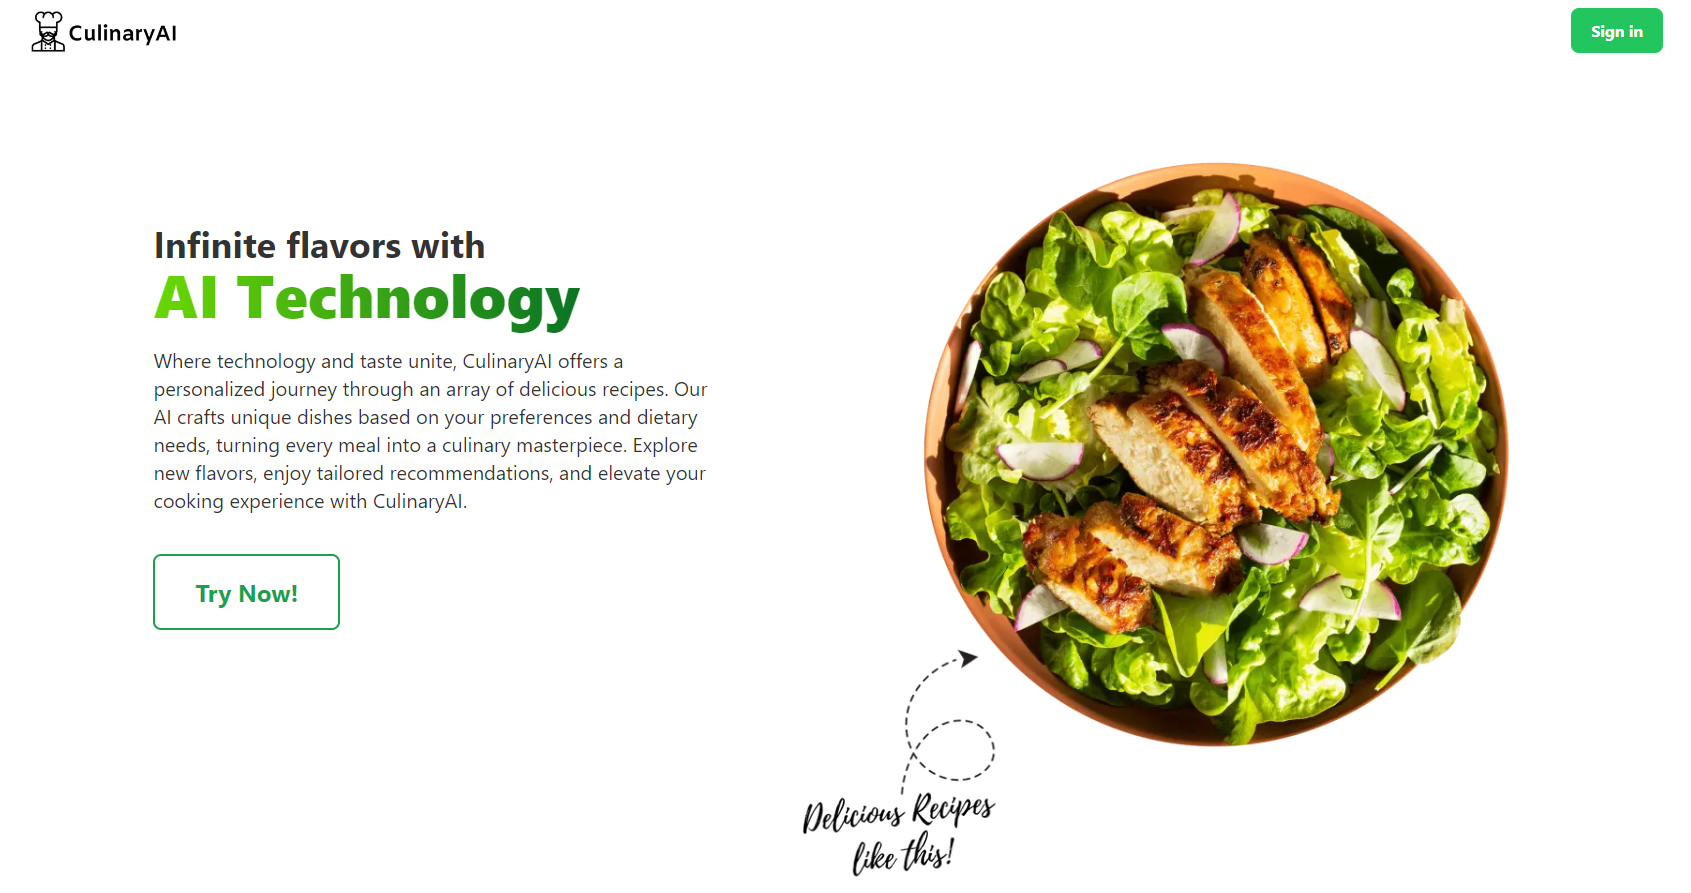 CulinaryAI
Sign in
Infinite flavors with
AI Technology
Where technology and taste unite, CulinaryAI offers a
personalized journey through an array of delicious recipes. Our
AI crafts unique dishes based on your preferences and dietary
needs, turning every meal into a culinary masterpiece. Explore
new flavors, enjoy tailored recommendations, and elevate your
cooking experience with CulinaryAI.
Try Now!
Delicious Recipes
like this!